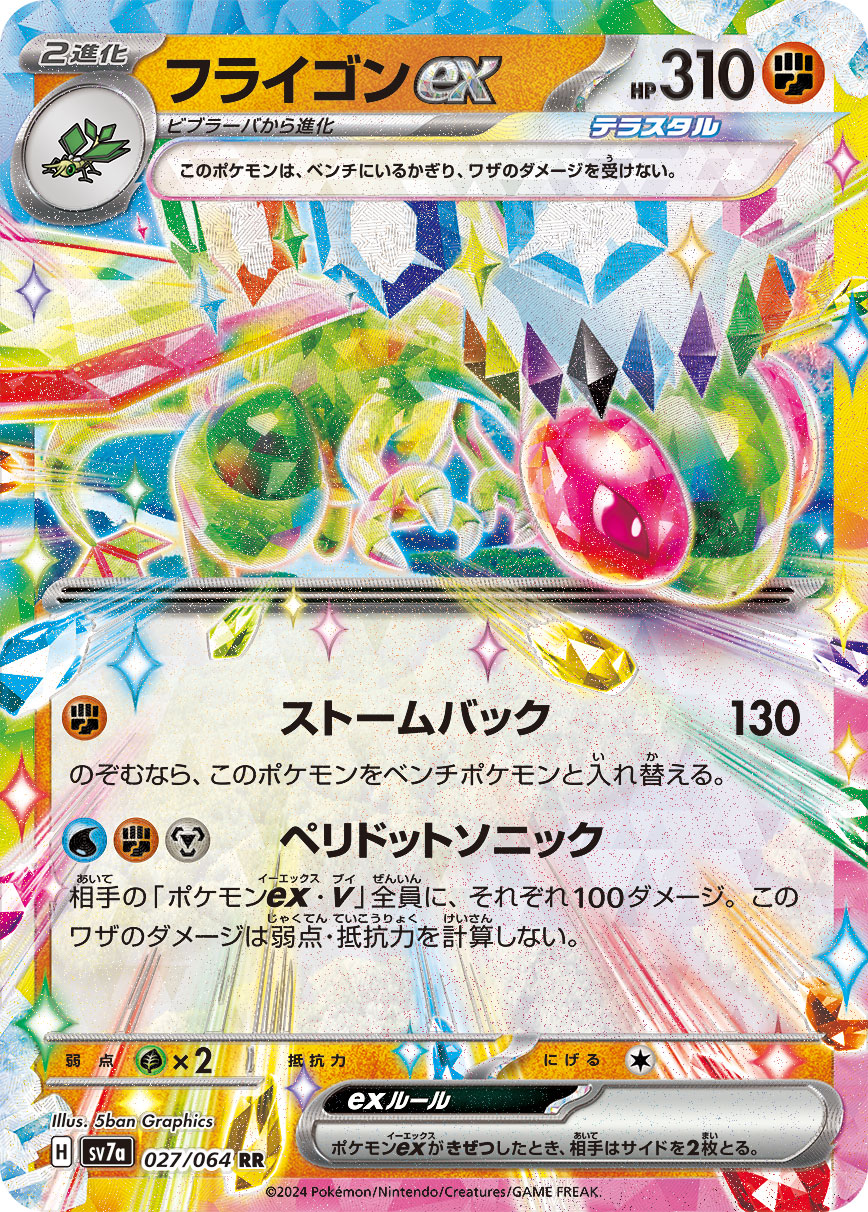 2進化
フライゴンex
HP310
ビブラーバから進化
テラスタル
このポケモンは、ベンチにいるかぎり、ワザのダメージを受けない。
ストームバック 130
のぞむなら、このポケモンをベンチポケモンと入れ替える。
ペリドットソニック
相手の「ポケモンex・V」全員に、それぞれ100ダメージ。この
ワザのダメージは弱点・抵抗力を計算しない。
弱点 ×2 抵抗力 にげる
exルール
ポケモンexがきぜつしたとき、相手はサイドを2枚とる。
Illus. 5ban Graphics
H sv7a 027/064 RR
©2024 Pokémon/Nintendo/Creatures/GAME FREAK.